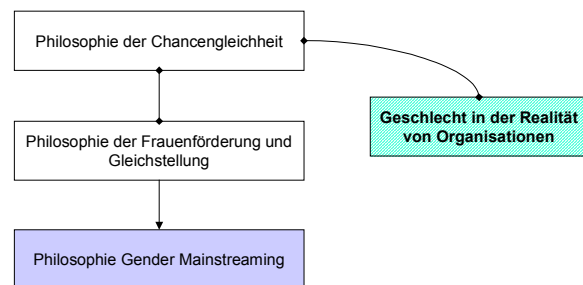 Philosophie der Chancengleichheit
Geschlecht in der Realität
von Organisationen
Philosophie der Frauenförderung und
Gleichstellung
Philosophie Gender Mainstreaming